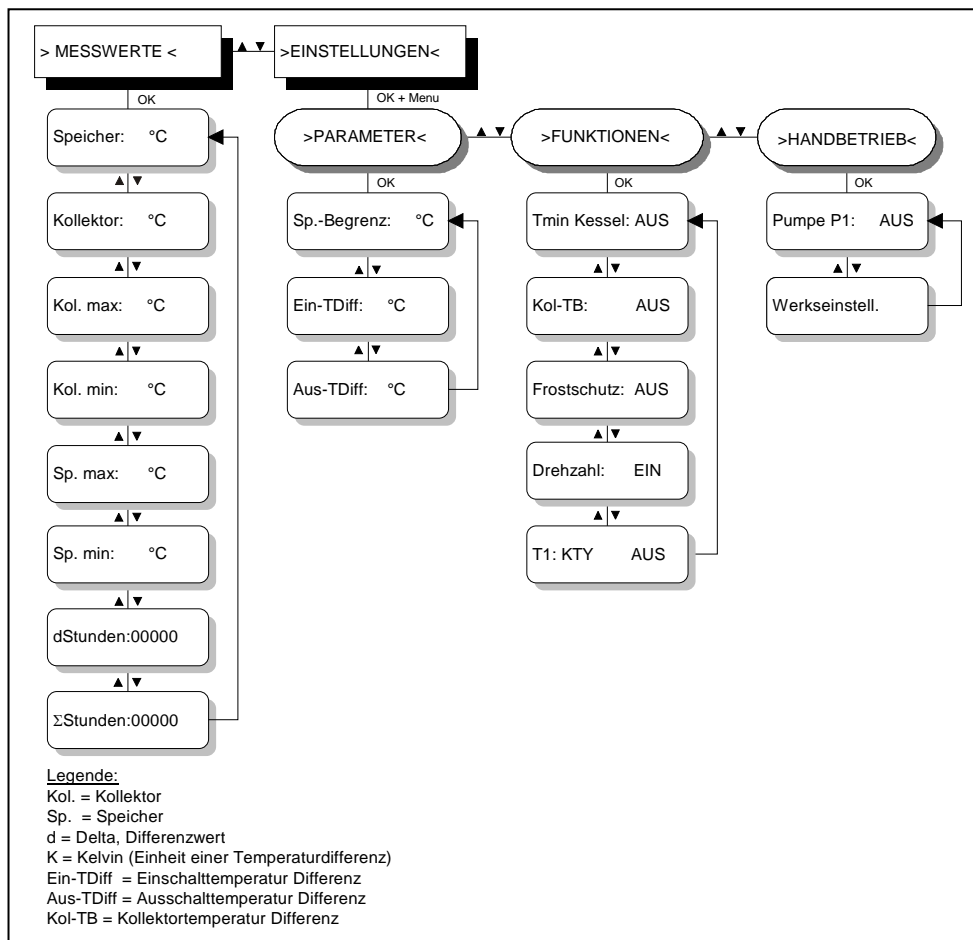 > MESSWERTE <
▲ ▼
>EINSTELLUNGEN<
OK
OK + Menu
Speicher: °C
▲ ▼
Kollektor: °C
▲ ▼
Kol. max: °C
▲ ▼
Kol. min: °C
▲ ▼
Sp. max: °C
▲ ▼
Sp. min: °C
▲ ▼
dStunden:00000
▲ ▼
ΣStunden:00000
>PARAMETER<
▲ ▼
>FUNKTIONEN<
▲ ▼
>HANDBETRIEB<
OK
Sp.-Begrenz: °C
▲ ▼
Ein-TDiff: °C
▲ ▼
Aus-TDiff: °C
OK
Tmin Kessel: AUS
▲ ▼
Kol-TB: AUS
▲ ▼
Frostschutz: AUS
▲ ▼
Drehzahl: EIN
▲ ▼
T1: KTY AUS
OK
Pumpe P1: AUS
▲ ▼
Werkseinstell.
Legende:
Kol. = Kollektor
Sp. = Speicher
d = Delta, Differenzwert
K = Kelvin (Einheit einer Temperaturdifferenz)
Ein-TDiff = Einschalttemperatur Differenz
Aus-TDiff = Ausschalttemperatur Differenz
Kol-TB = Kollektortemperatur Differenz